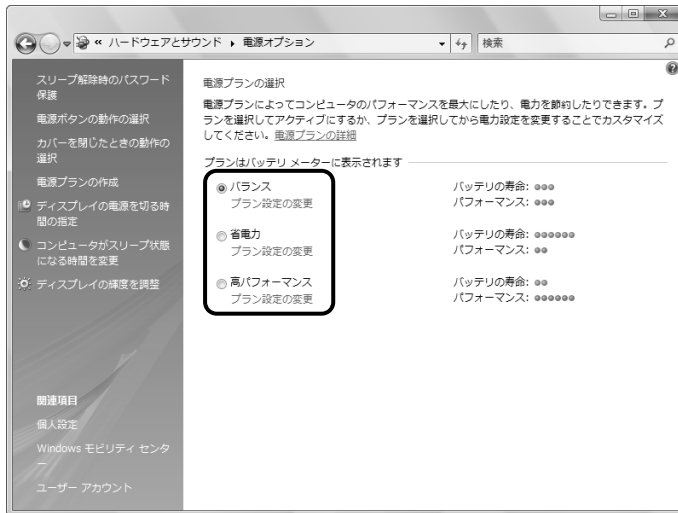 « ハードウェアとサウンド ▸ 電源オプション
検索
スリープ解除時のパスワード
保護
電源ボタンの動作の選択
カバーを閉じたときの動作の
選択
電源プランの作成
ディスプレイの電源を切る時
間の指定
コンピュータがスリープ状態
になる時間を変更
ディスプレイの輝度を調整
関連項目
個人設定
Windows モビリティ センタ
ー
ユーザー アカウント
電源プランの選択
電源プランによってコンピュータのパフォーマンスを最大にしたり、電力を節約したりできます。プ
ランを選択してアクティブにするか、プランを選択してから電力設定を変更することでカスタマイズ
してください。電源プランの詳細
プランはバッテリ メーターに表示されます
バランス バッテリの寿命:
プラン設定の変更 パフォーマンス:
省電力 バッテリの寿命:
プラン設定の変更 パフォーマンス:
高パフォーマンス バッテリの寿命:
プラン設定の変更 パフォーマンス: